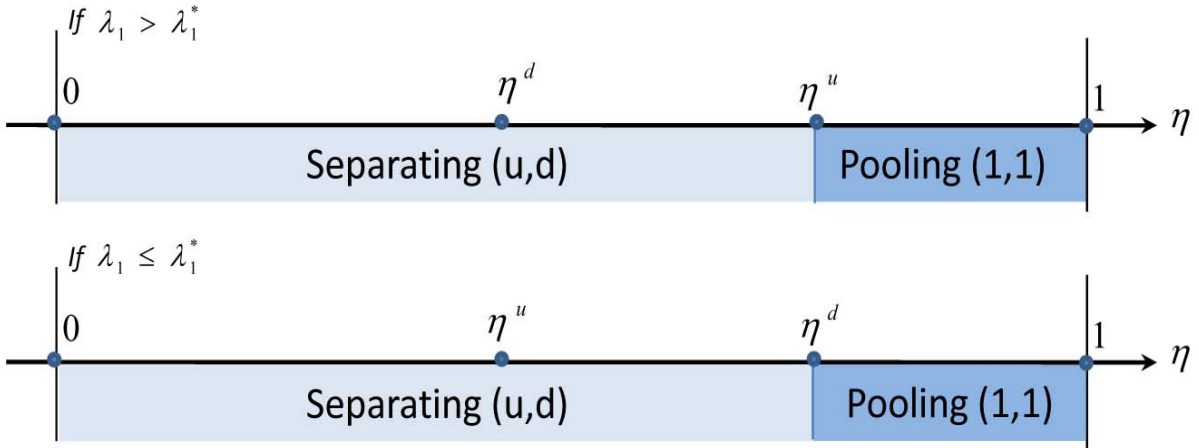 If λ₁ > λ₁*
0 η^d η^u 1 η
Separating (u,d) Pooling (1,1)
If λ₁ ≤ λ₁*
0 η^u η^d 1 η
Separating (u,d) Pooling (1,1)